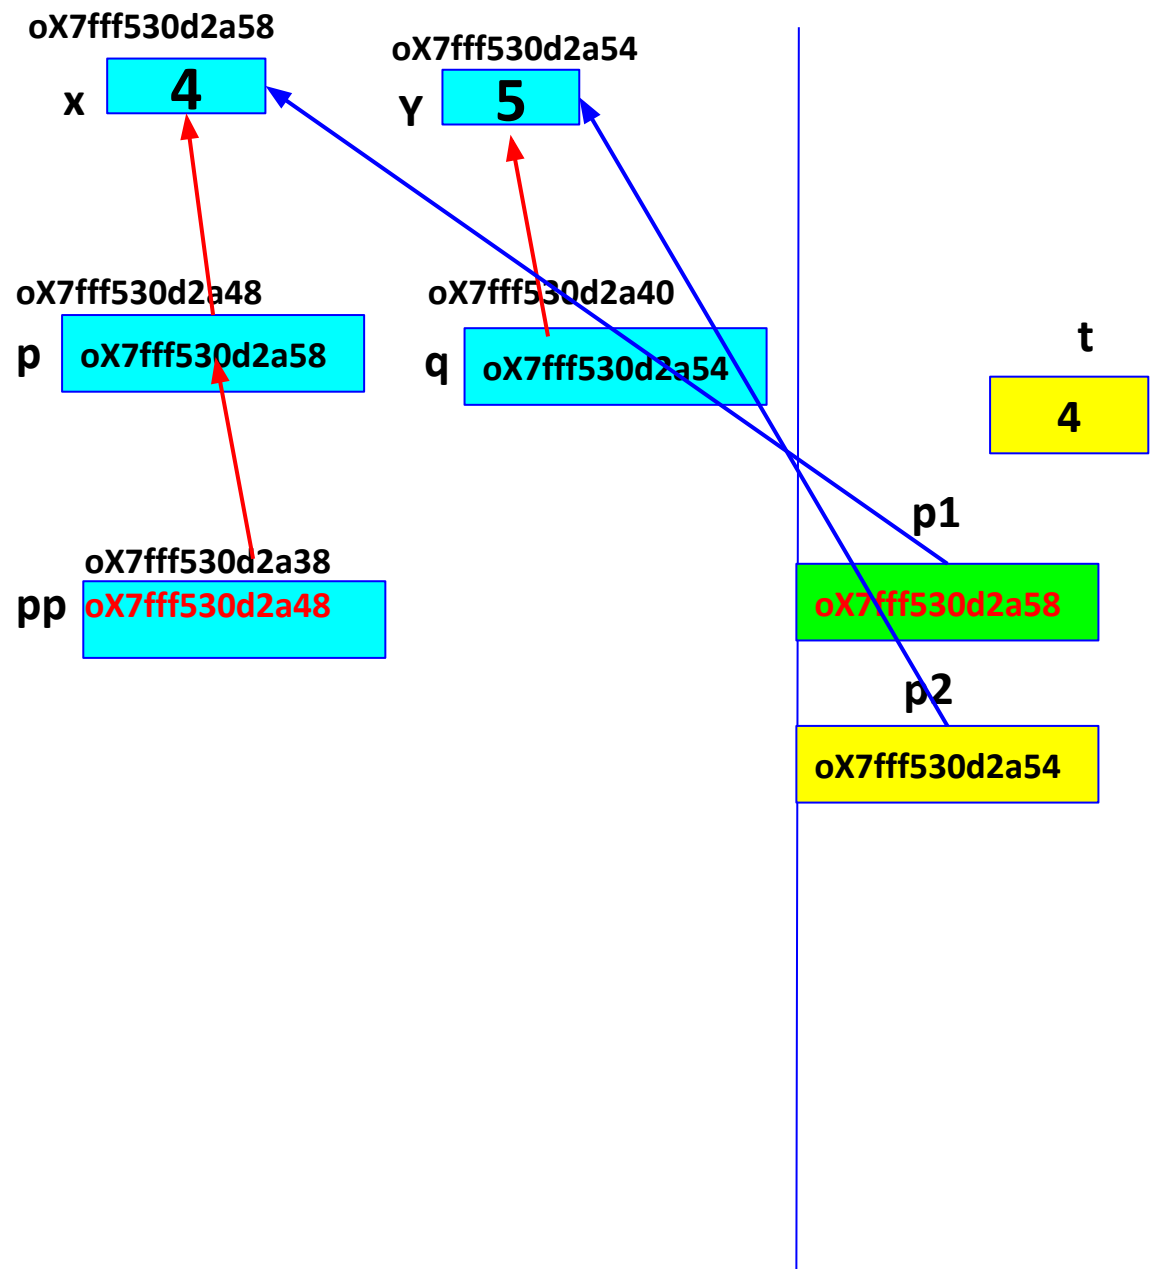 oX7fff530d2a58
x 4
oX7fff530d2a54
Y 5
oX7fff530d2a48
p oX7fff530d2a58
oX7fff530d2a40
q oX7fff530d2a54
t
4
p1
oX7fff530d2a38
pp oX7fff530d2a48
oX7fff530d2a58
p2
oX7fff530d2a54